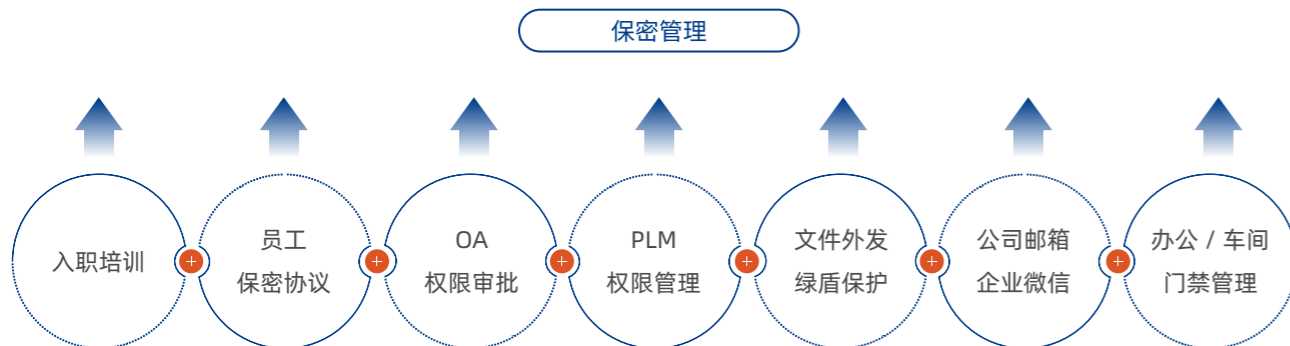 保密管理
入职培训
员工
保密协议
OA
权限审批
PLM
权限管理
文件外发
绿盾保护
公司邮箱
企业微信
办公 / 车间
门禁管理